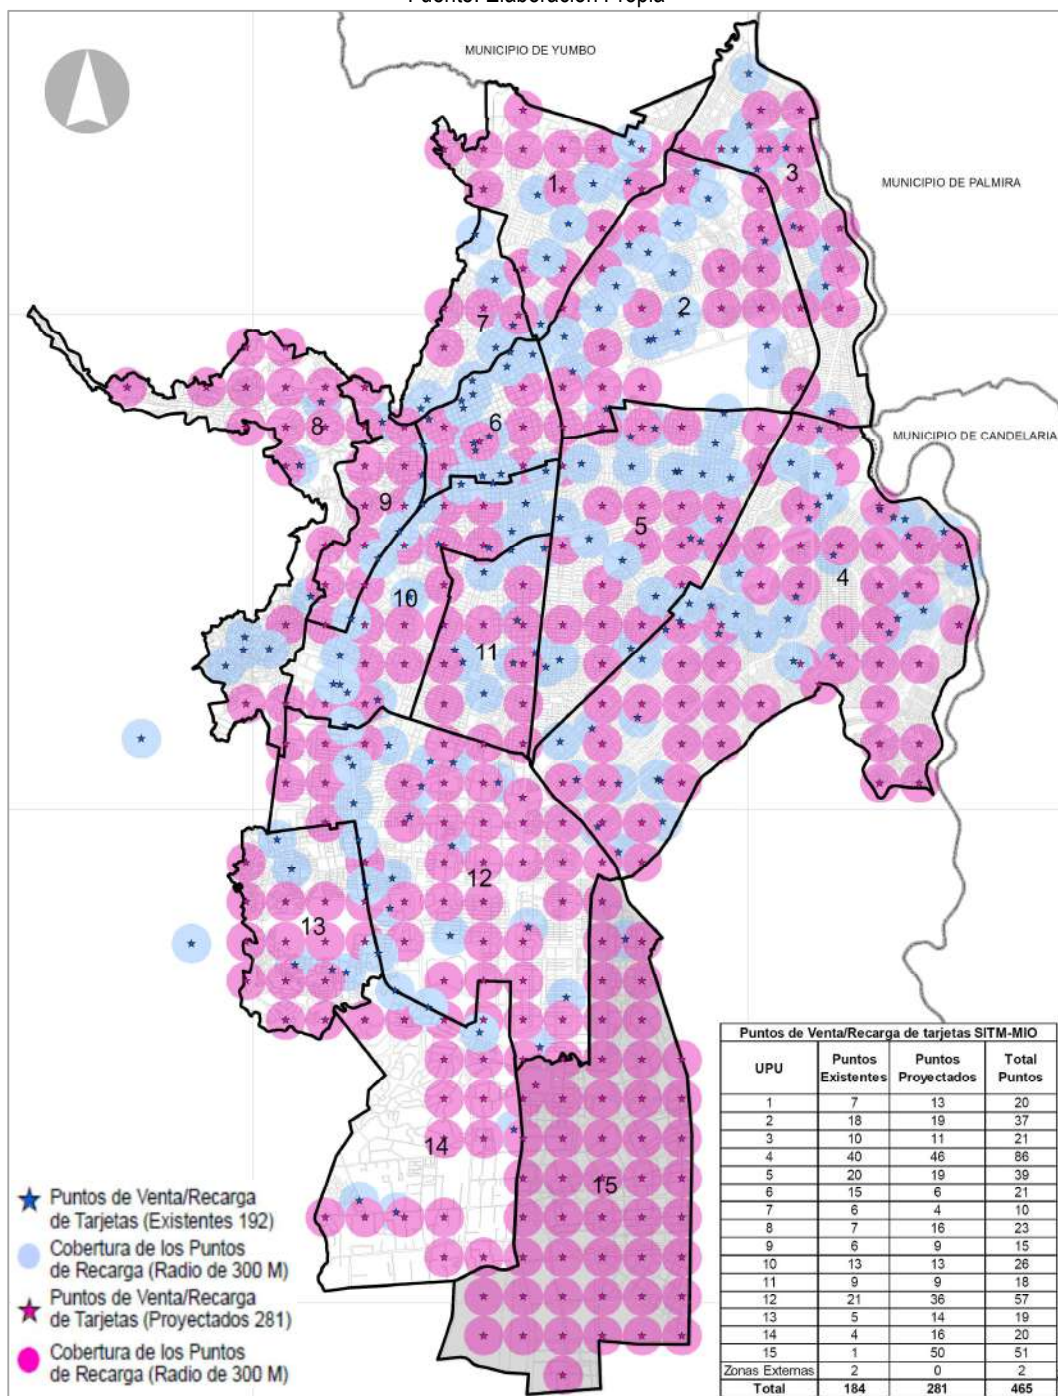 MUNICIPIO DE YUMBO
MUNICIPIO DE PALMIRA
MUNICIPIO DE CANDELARIA
1
2
3
4
5
6
7
8
9
10
11
12
13
14
15
Puntos de Venta/Recarga
de Tarjetas (Existentes 192)
Cobertura de los Puntos
de Recarga (Radio de 300 M)
Puntos de Venta/Recarga
de Tarjetas (Proyectados 281)
Cobertura de los Puntos
de Recarga (Radio de 300 M)
Puntos de Venta/Recarga de tarjetas SITM-MIO
UPU Puntos Existentes Puntos Proyectados Total Puntos
1 7 13 20
2 18 19 37
3 10 11 21
4 40 46 86
5 20 19 39
6 15 6 21
7 6 4 10
8 7 16 23
9 6 9 15
10 13 13 26
11 9 9 18
12 21 36 57
13 5 14 19
14 4 16 20
15 1 50 51
Zonas Externas 2 0 2
Total 184 281 465